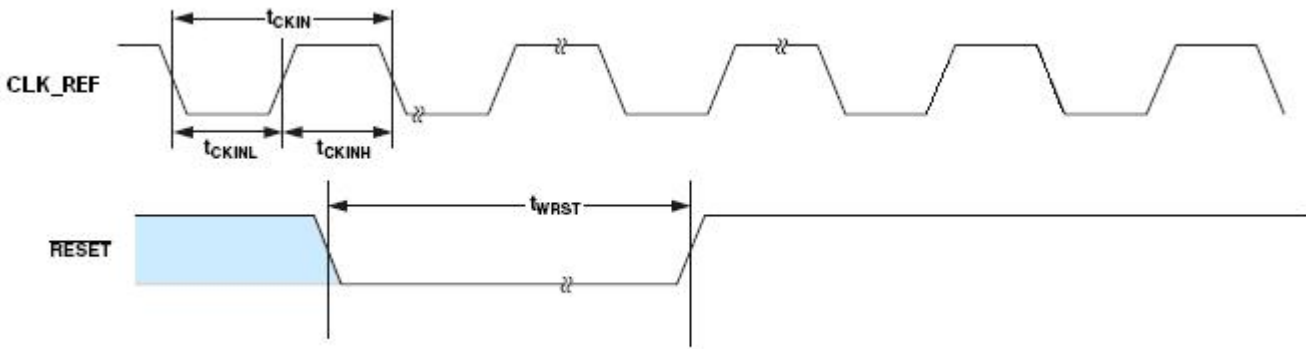 tCKIN
CLK_REF
tCKINL
tCKINH
tWRST
RESET